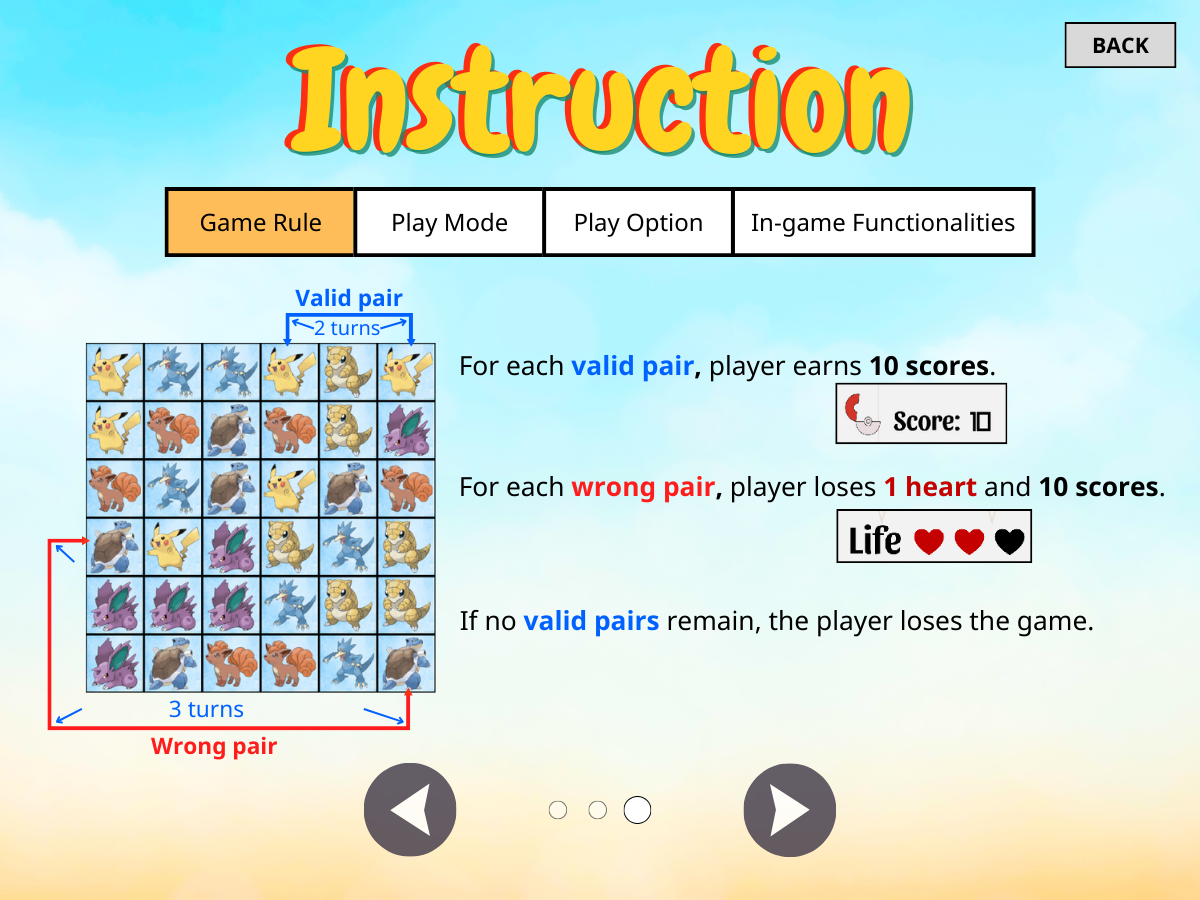 BACK
Instruction
Game Rule
Play Mode
Play Option
In-game Functionalities
Valid pair
2 turns
For each valid pair, player earns 10 scores.
Score: 10
For each wrong pair, player loses 1 heart and 10 scores.
Life
If no valid pairs remain, the player loses the game.
3 turns
Wrong pair